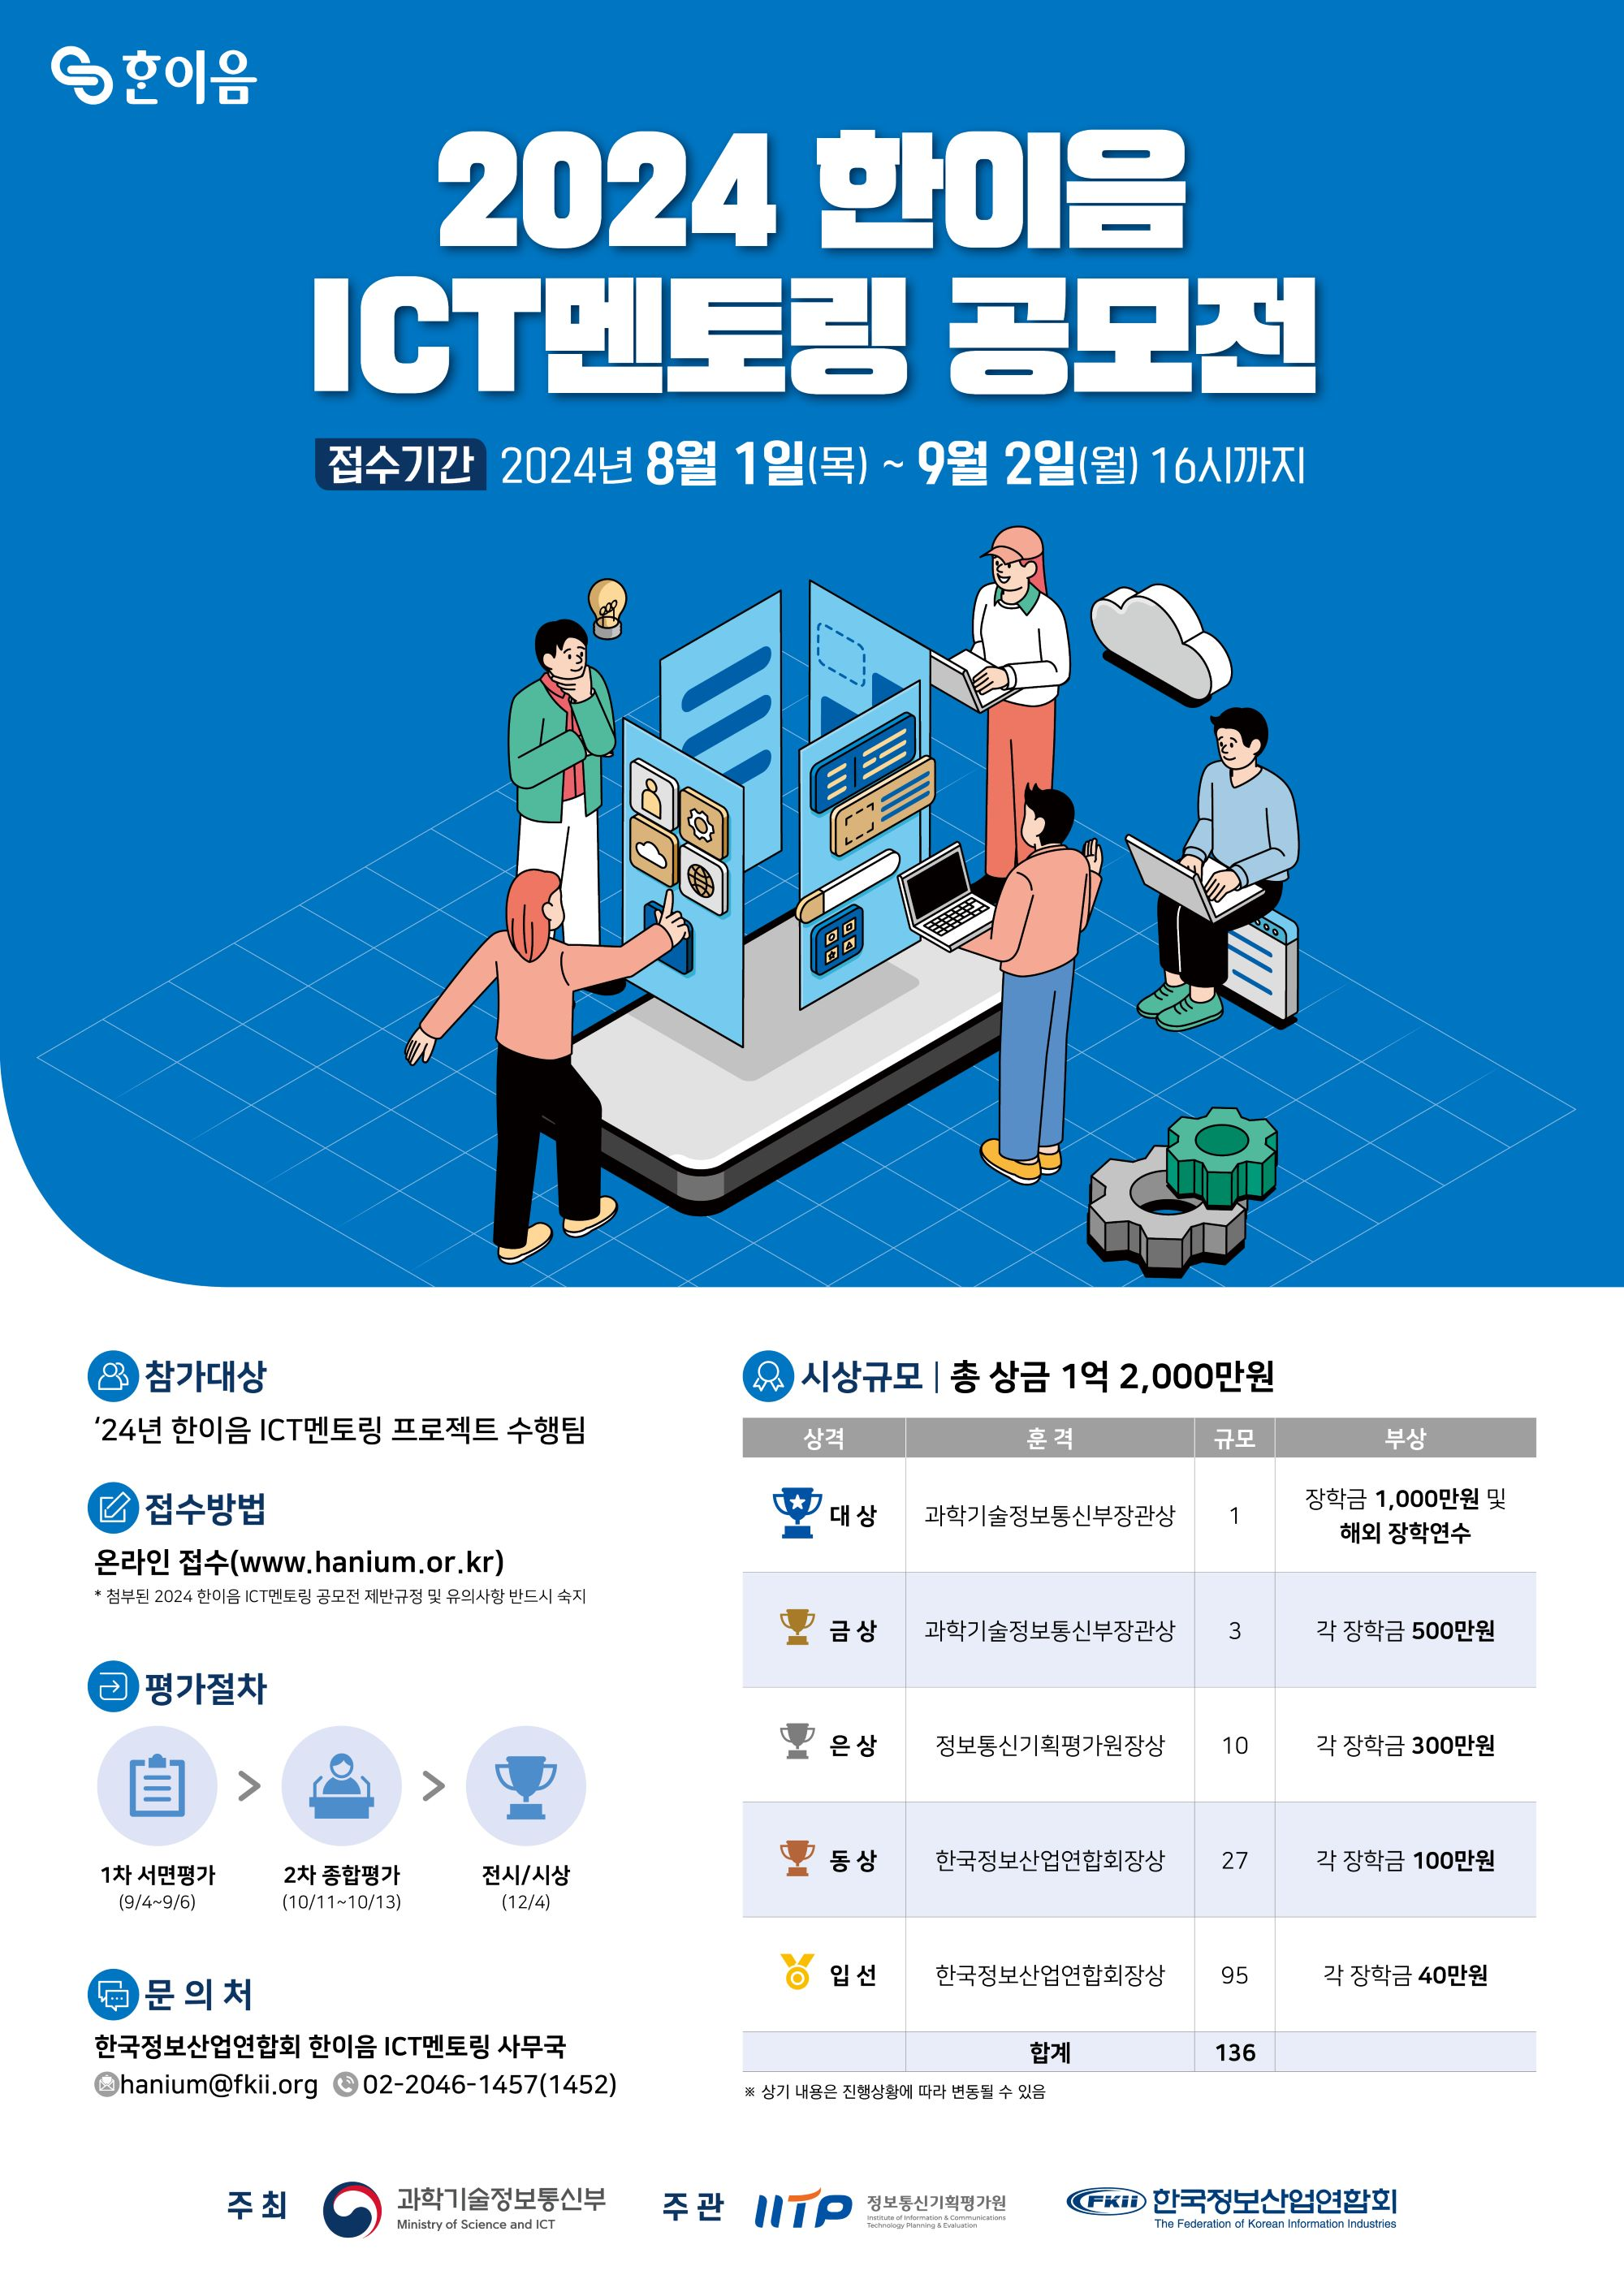 한이음
2024 한이음
ICT멘토링 공모전
접수기간 2024년 8월 1일(목) ~ 9월 2일(월) 16시까지
참가대상
‘24년 한이음 ICT멘토링 프로젝트 수행팀
접수방법
온라인 접수(www.hanium.or.kr)
* 첨부된 2024 한이음 ICT멘토링 공모전 제반규정 및 유의사항 반드시 숙지
평가절차
1차 서면평가 > 2차 종합평가 > 전시/시상
(9/4~9/6) (10/11~10/13) (12/4)
문 의 처
한국정보산업연합회 한이음 ICT멘토링 사무국
hanium@fkii.org 02-2046-1457(1452)
시상규모 | 총 상금 1억 2,000만원
상격 훈 격 규모 부상
대 상 과학기술정보통신부장관상 1 장학금 1,000만원 및
해외 장학연수
금 상 과학기술정보통신부장관상 3 각 장학금 500만원
은 상 정보통신기획평가원장상 10 각 장학금 300만원
동 상 한국정보산업연합회장상 27 각 장학금 100만원
입 선 한국정보산업연합회장상 95 각 장학금 40만원
합계 136
※ 상기 내용은 진행상황에 따라 변동될 수 있음
주 최 과학기술정보통신부
Ministry of Science and ICT
주 관 IITP 정보통신기획평가원
Institute of Information & Communications
Technology Planning & Evaluation
FKii 한국정보산업연합회
The Federation of Korean Information Industries